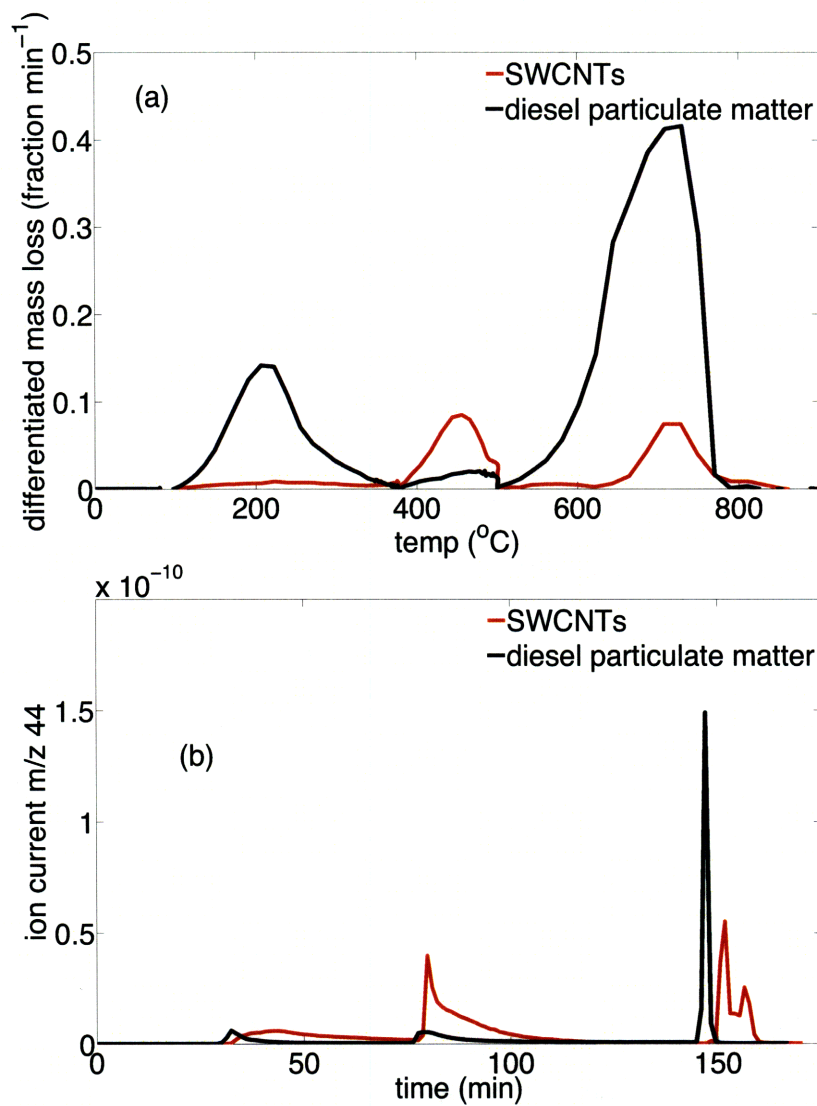 0.5
(a)
SWCNTs
diesel particulate matter
0.4
0.3
0.2
0.1
0
differentiated mass loss (fraction min⁻¹)
0 200 400 600 800
temp (°C)
x 10⁻¹⁰
SWCNTs
diesel particulate matter
1.5
(b)
1
0.5
0
ion current m/z 44
0 50 100 150
time (min)